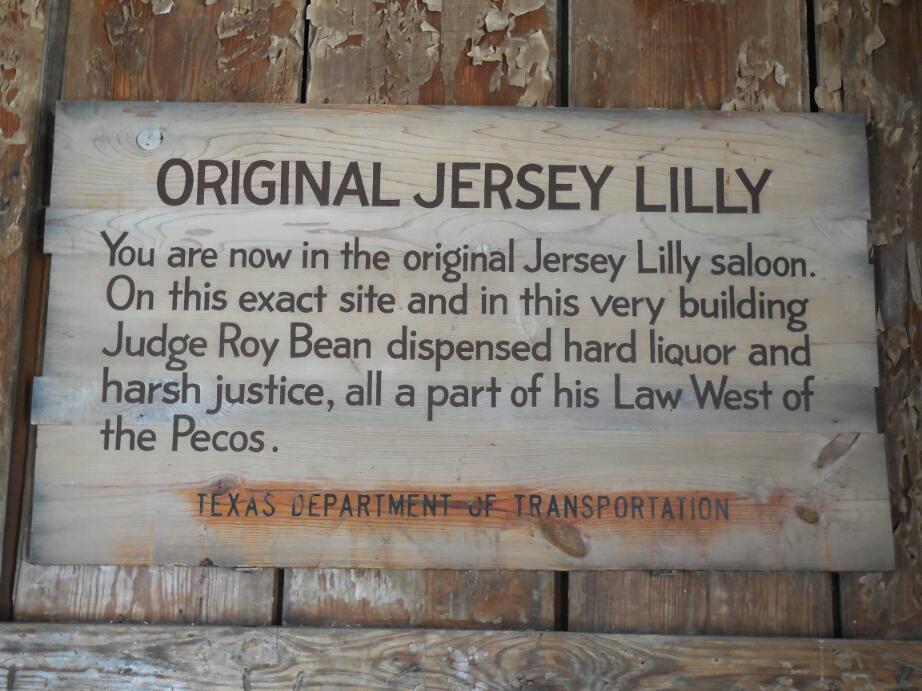 ORIGINAL JERSEY LILLY
You are now in the original Jersey Lilly saloon.
On this exact site and in this very building
Judge Roy Bean dispensed hard liquor and
harsh justice, all a part of his Law West of
the Pecos.
TEXAS DEPARTMENT OF TRANSPORTATION